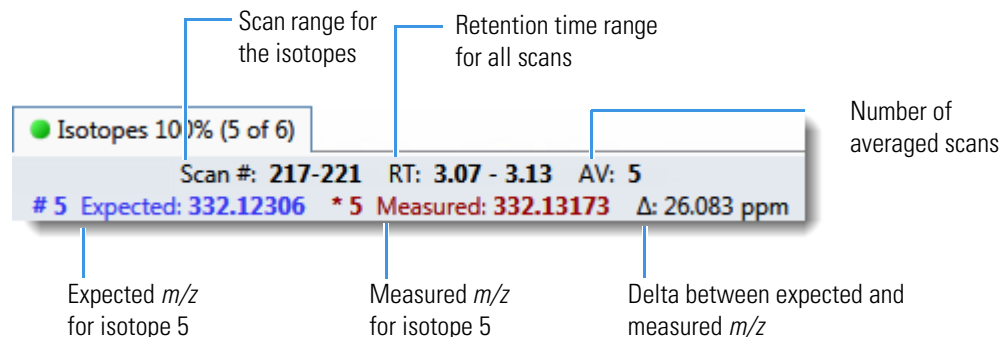 Scan range for
the isotopes
Retention time range
for all scans
Number of
averaged scans
Isotopes 100% (5 of 6)
Scan #: 217-221 RT: 3.07 - 3.13 AV: 5
# 5 Expected: 332.12306 * 5 Measured: 332.13173 Δ: 26.083 ppm
Expected m/z
for isotope 5
Measured m/z
for isotope 5
Delta between expected and
measured m/z